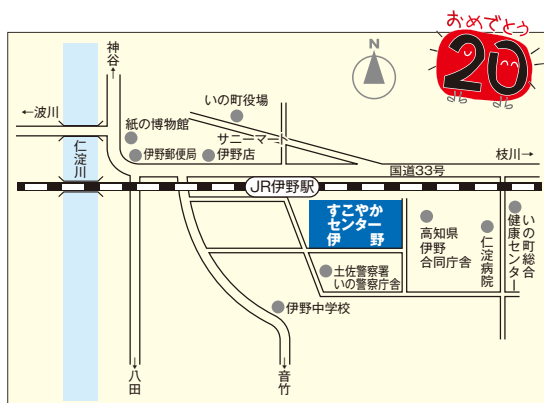 おめでとう
20
N
神谷
←波川
いの町役場
紙の博物館
サニーマート
伊野店
伊野郵便局
枝川→
国道33号
仁淀川
JR伊野駅
すこやか
センター
伊野
高知県
伊野
合同庁舎
仁淀病院
いの町総合
健康センター
土佐警察署
いの警察庁舎
伊野中学校
八田
音竹